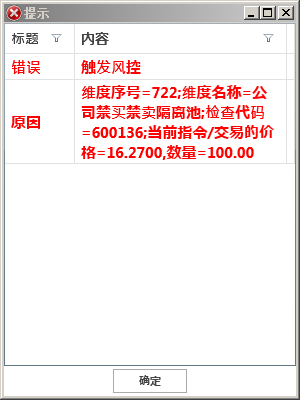 提示
标题 内容
错误 触发风控
原因 维度序号=722;维度名称=公
司禁买禁卖隔离池;检查代码
=600136;当前指令/交易的价
格=16.2700,数量=100.00
确定